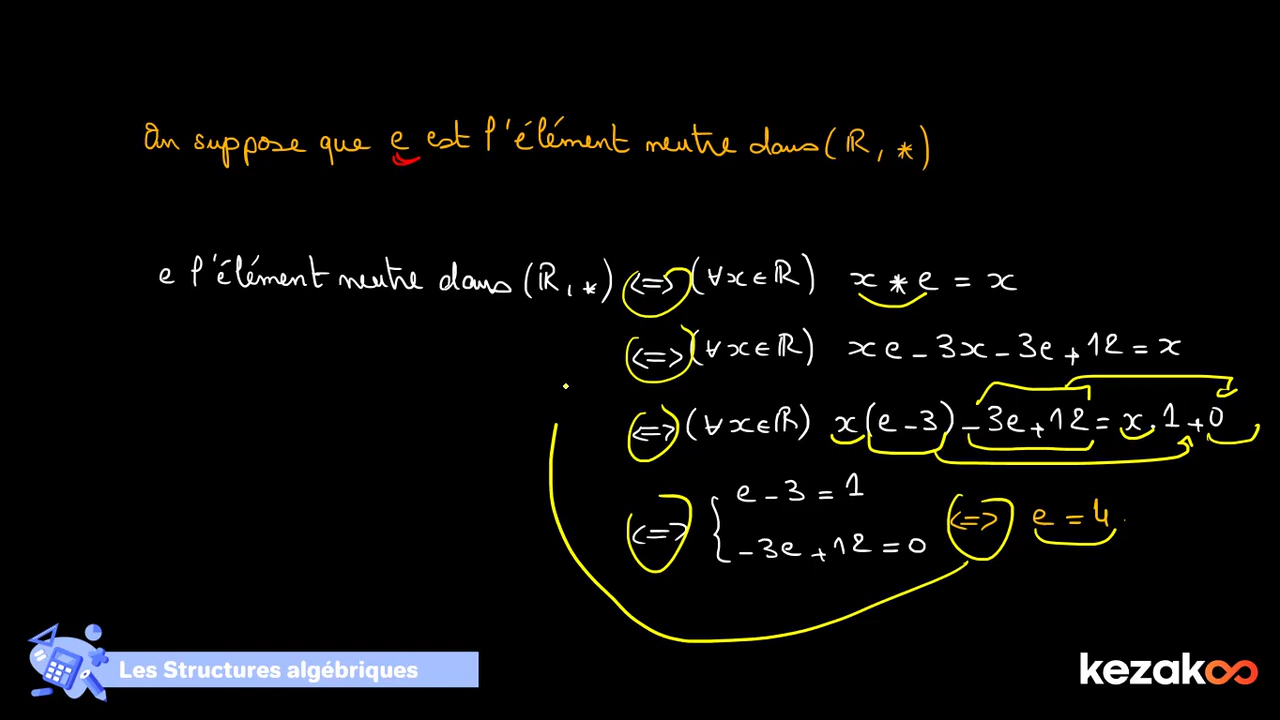 On suppose que e est l'élément neutre dans (ℝ, *)
e l'élément neutre dans (ℝ, *) <=> (∀x∈ℝ) x * e = x
<=> (∀x∈ℝ) xe - 3x - 3e + 12 = x
<=> (∀x∈ℝ) x(e - 3) - 3e + 12 = x.1 + 0
<=> { e - 3 = 1
-3e + 12 = 0 <=> e = 4.
Les Structures algébriques
kezakoo